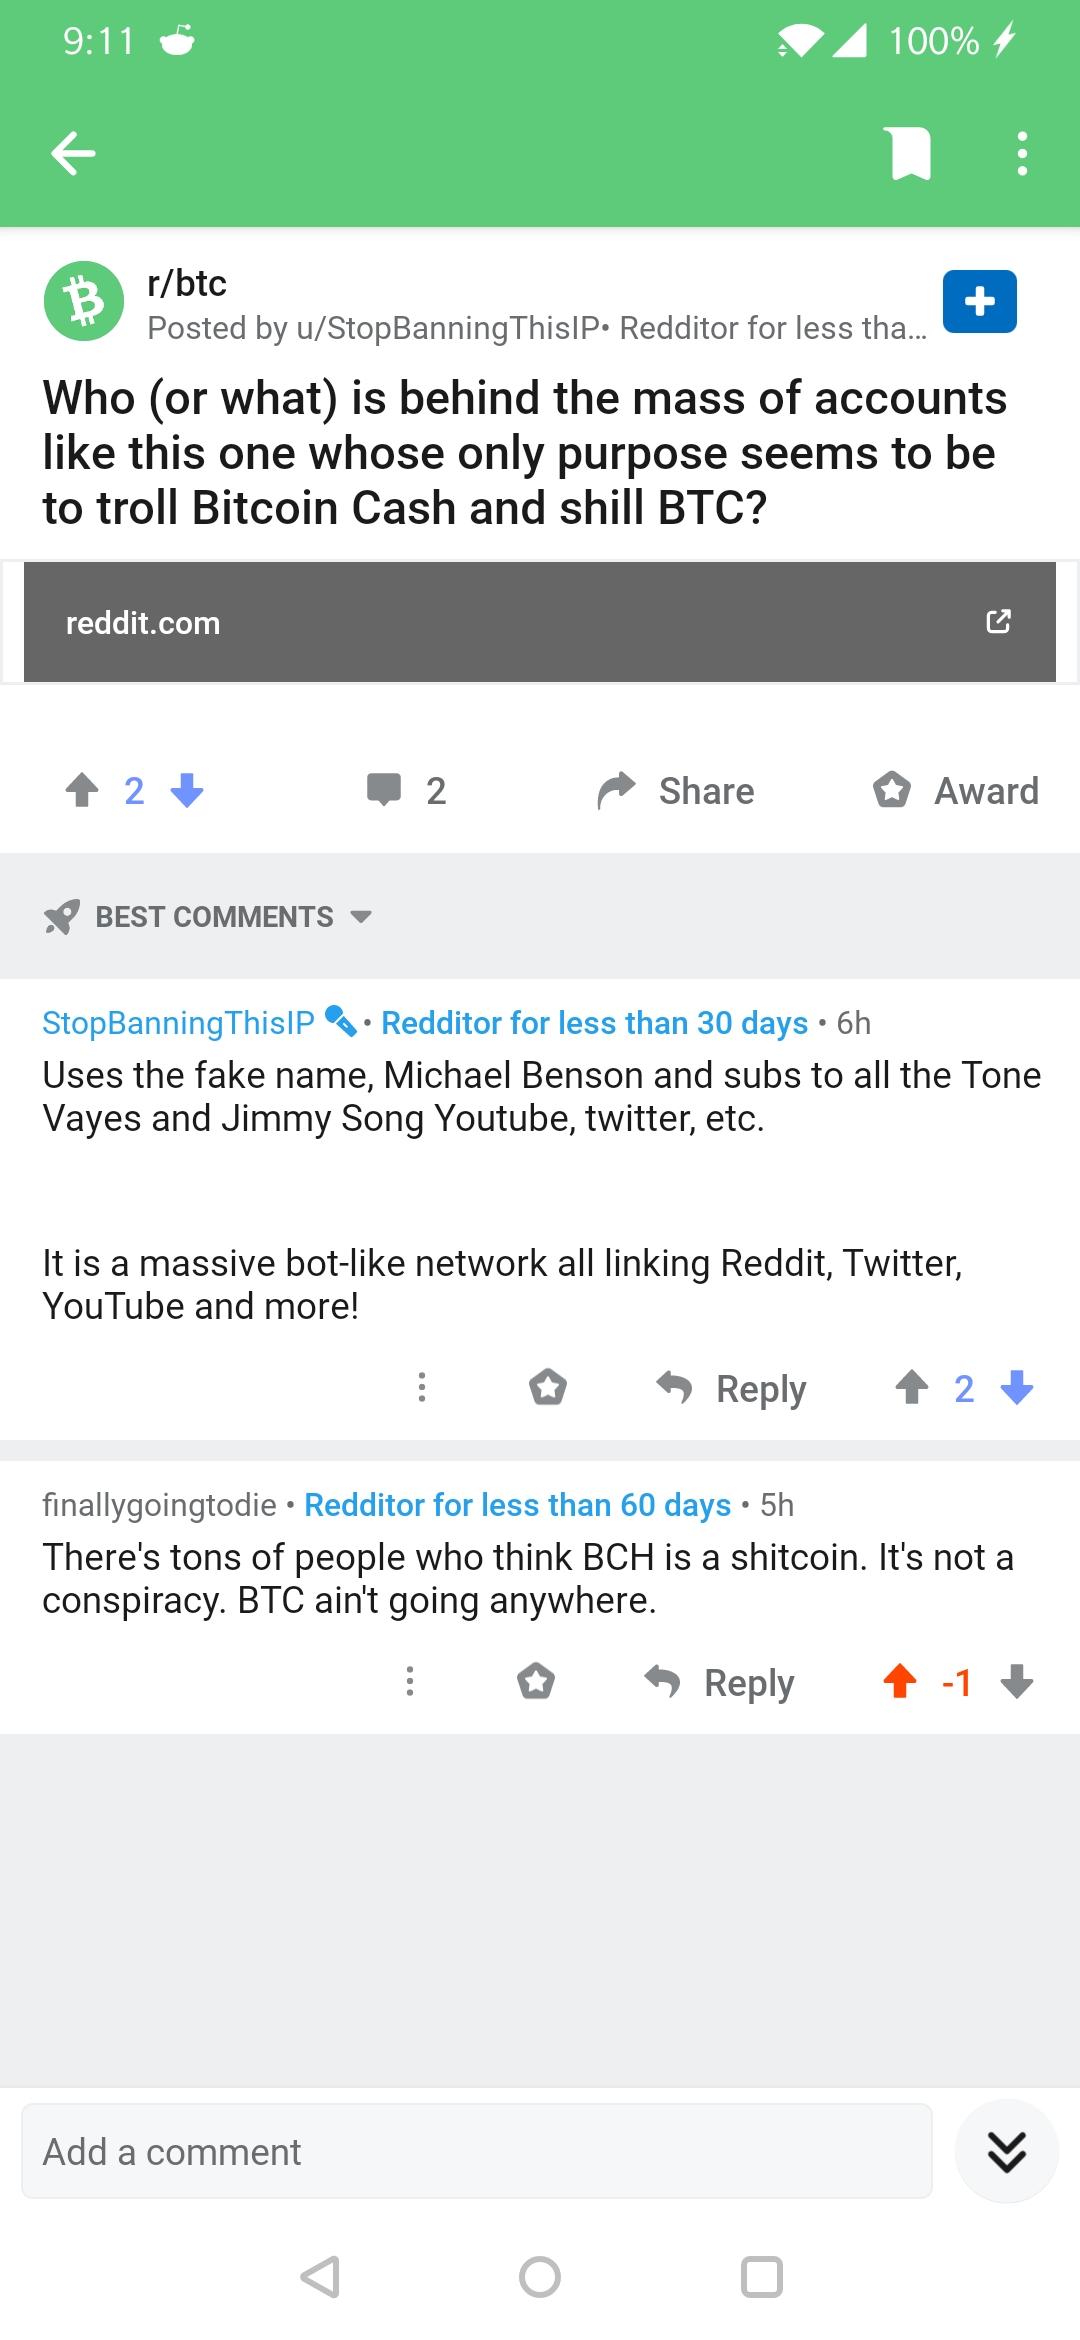 9:11
100%
r/btc
Posted by u/StopBanningThisIP• Redditor for less tha...
Who (or what) is behind the mass of accounts
like this one whose only purpose seems to be
to troll Bitcoin Cash and shill BTC?
reddit.com
2
2
Share
Award
BEST COMMENTS
StopBanningThisIP • Redditor for less than 30 days • 6h
Uses the fake name, Michael Benson and subs to all the Tone
Vayes and Jimmy Song Youtube, twitter, etc.
It is a massive bot-like network all linking Reddit, Twitter,
YouTube and more!
Reply
2
finallygoingtodie • Redditor for less than 60 days • 5h
There's tons of people who think BCH is a shitcoin. It's not a
conspiracy. BTC ain't going anywhere.
Reply
-1
Add a comment